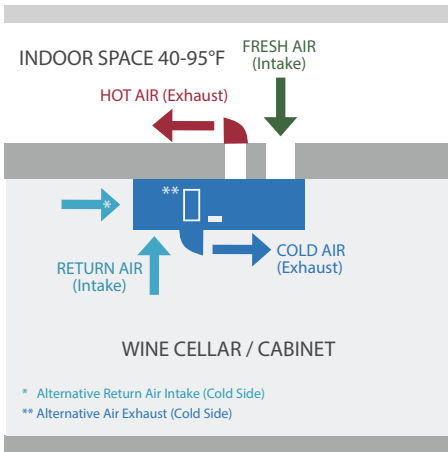 INDOOR SPACE 40-95°F
FRESH AIR
(Intake)
HOT AIR (Exhaust)
*
**
RETURN AIR
(Intake)
COLD AIR
(Exhaust)
WINE CELLAR / CABINET
* Alternative Return Air Intake (Cold Side)
** Alternative Air Exhaust (Cold Side)